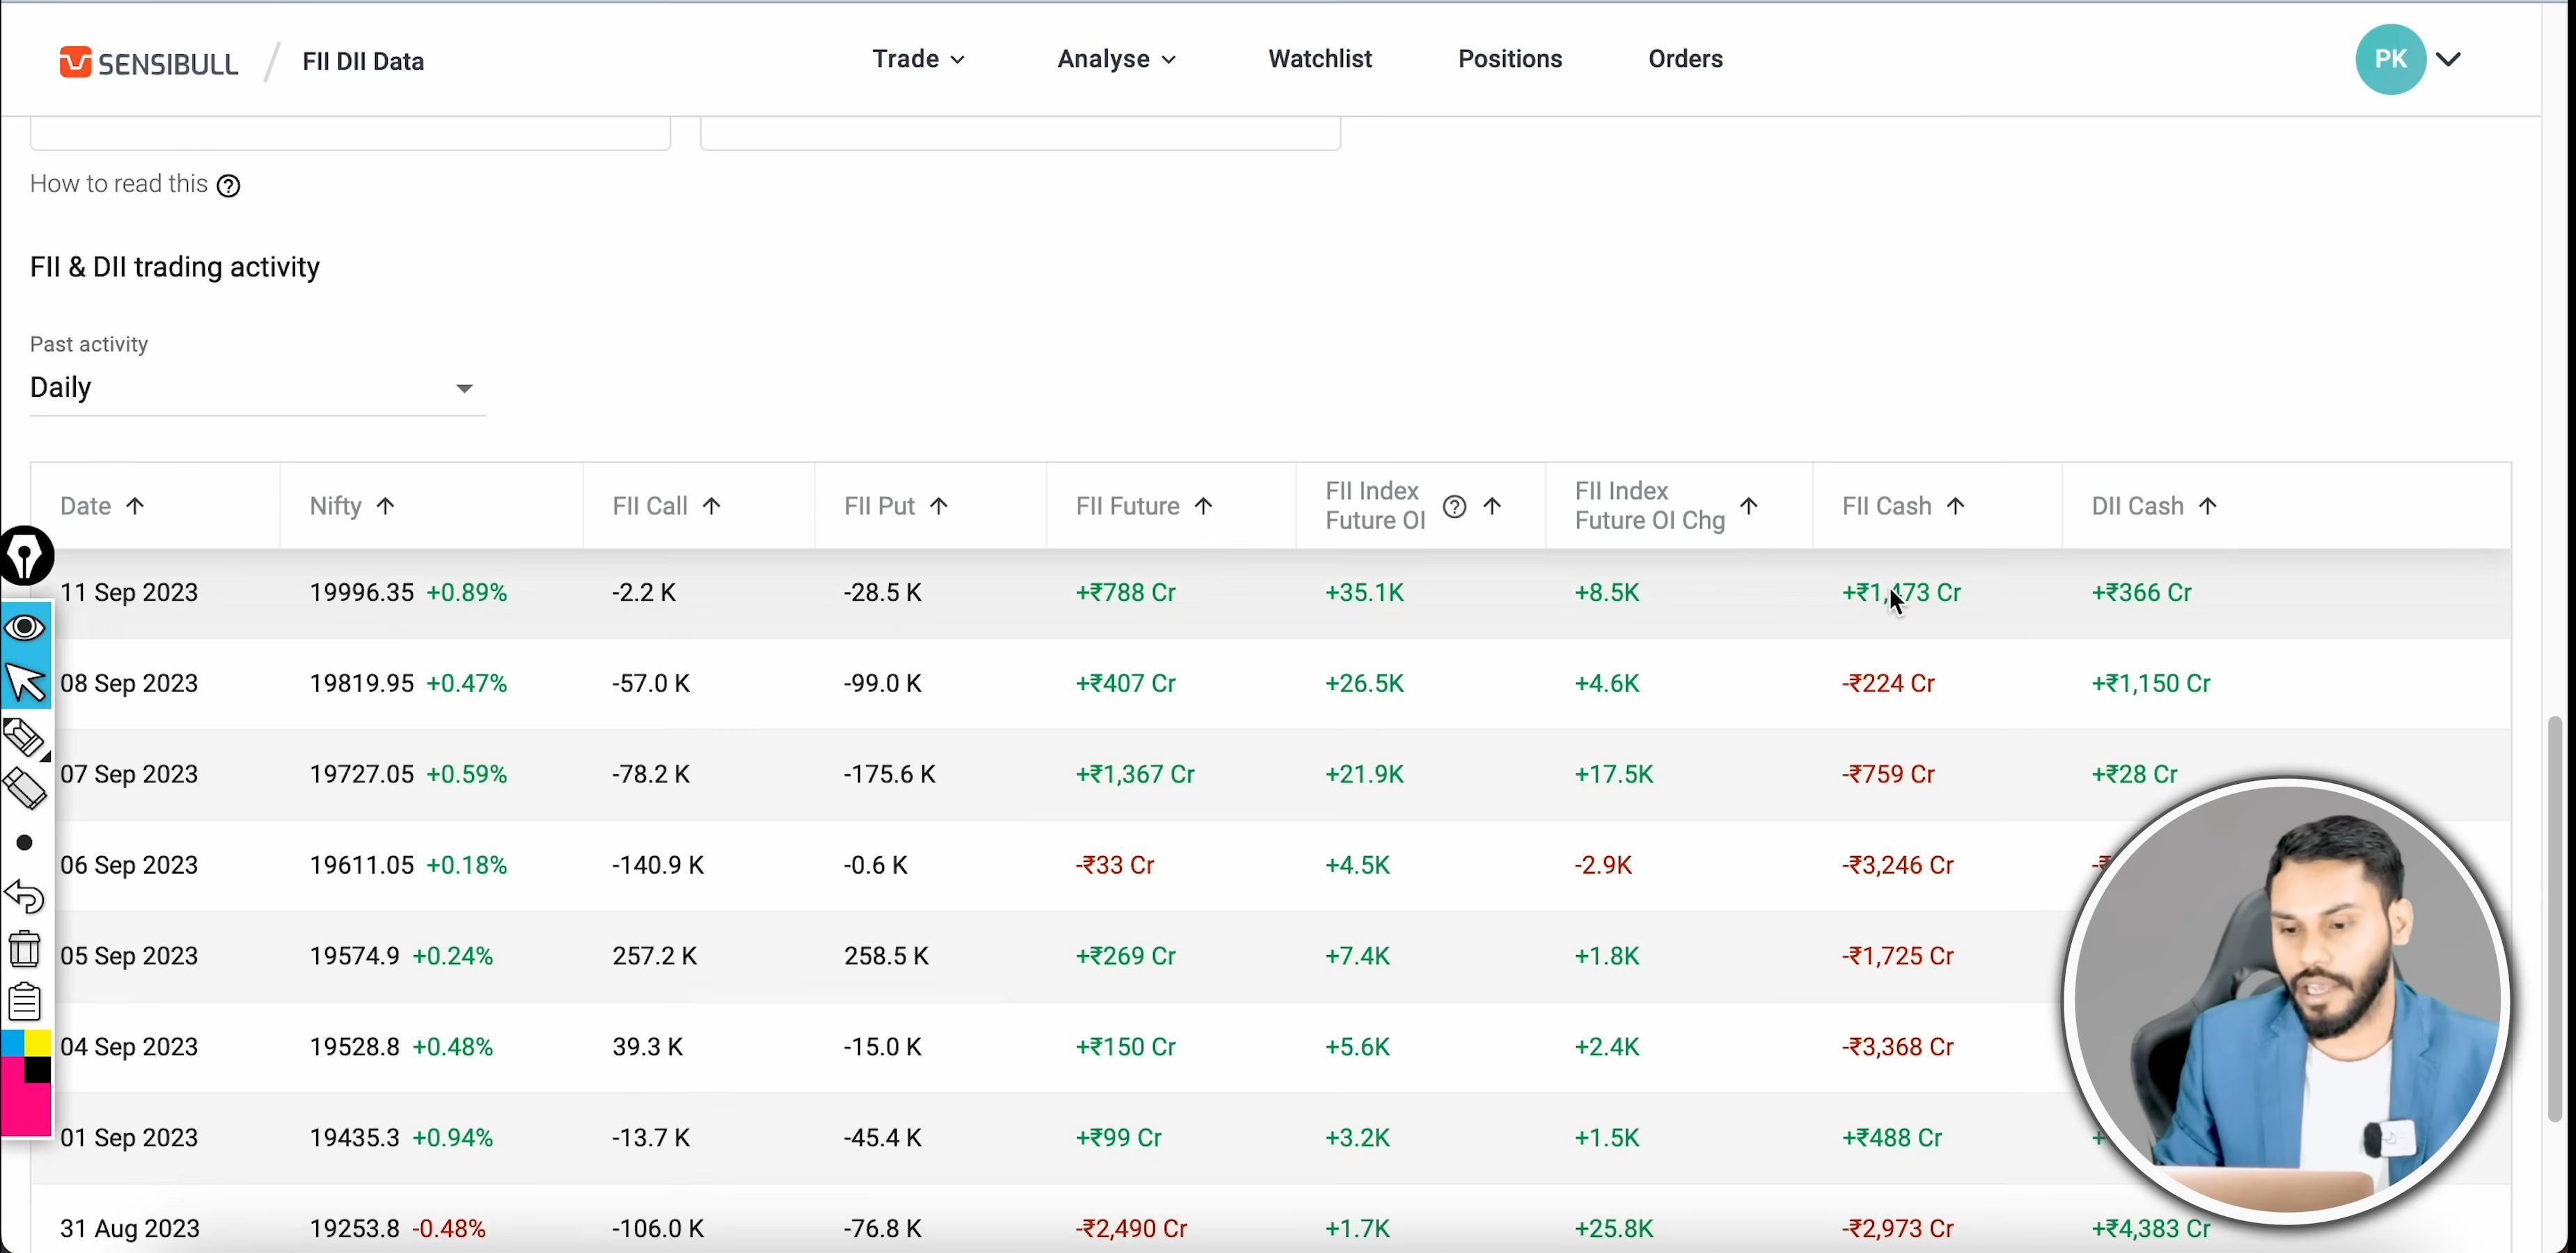 SENSIBULL / FII DII Data Trade Analyse Watchlist Positions Orders PK
How to read this ?
FII & DII trading activity
Past activity
Daily
Date ↑ Nifty ↑ FII Call ↑ FII Put ↑ FII Future ↑ FII Index Future OI ? ↑ FII Index Future OI Chg ↑ FII Cash ↑ DII Cash ↑
11 Sep 2023 19996.35 +0.89% -2.2 K -28.5 K +₹788 Cr +35.1K +8.5K +₹1,473 Cr +₹366 Cr
08 Sep 2023 19819.95 +0.47% -57.0 K -99.0 K +₹407 Cr +26.5K +4.6K -₹224 Cr +₹1,150 Cr
07 Sep 2023 19727.05 +0.59% -78.2 K -175.6 K +₹1,367 Cr +21.9K +17.5K -₹759 Cr +₹28 Cr
06 Sep 2023 19611.05 +0.18% -140.9 K -0.6 K -₹33 Cr +4.5K -2.9K -₹3,246 Cr -₹
05 Sep 2023 19574.9 +0.24% 257.2 K 258.5 K +₹269 Cr +7.4K +1.8K -₹1,725 Cr
04 Sep 2023 19528.8 +0.48% 39.3 K -15.0 K +₹150 Cr +5.6K +2.4K -₹3,368 Cr
01 Sep 2023 19435.3 +0.94% -13.7 K -45.4 K +₹99 Cr +3.2K +1.5K +₹488 Cr +
31 Aug 2023 19253.8 -0.48% -106.0 K -76.8 K -₹2,490 Cr +1.7K +25.8K -₹2,973 Cr +₹4,383 Cr